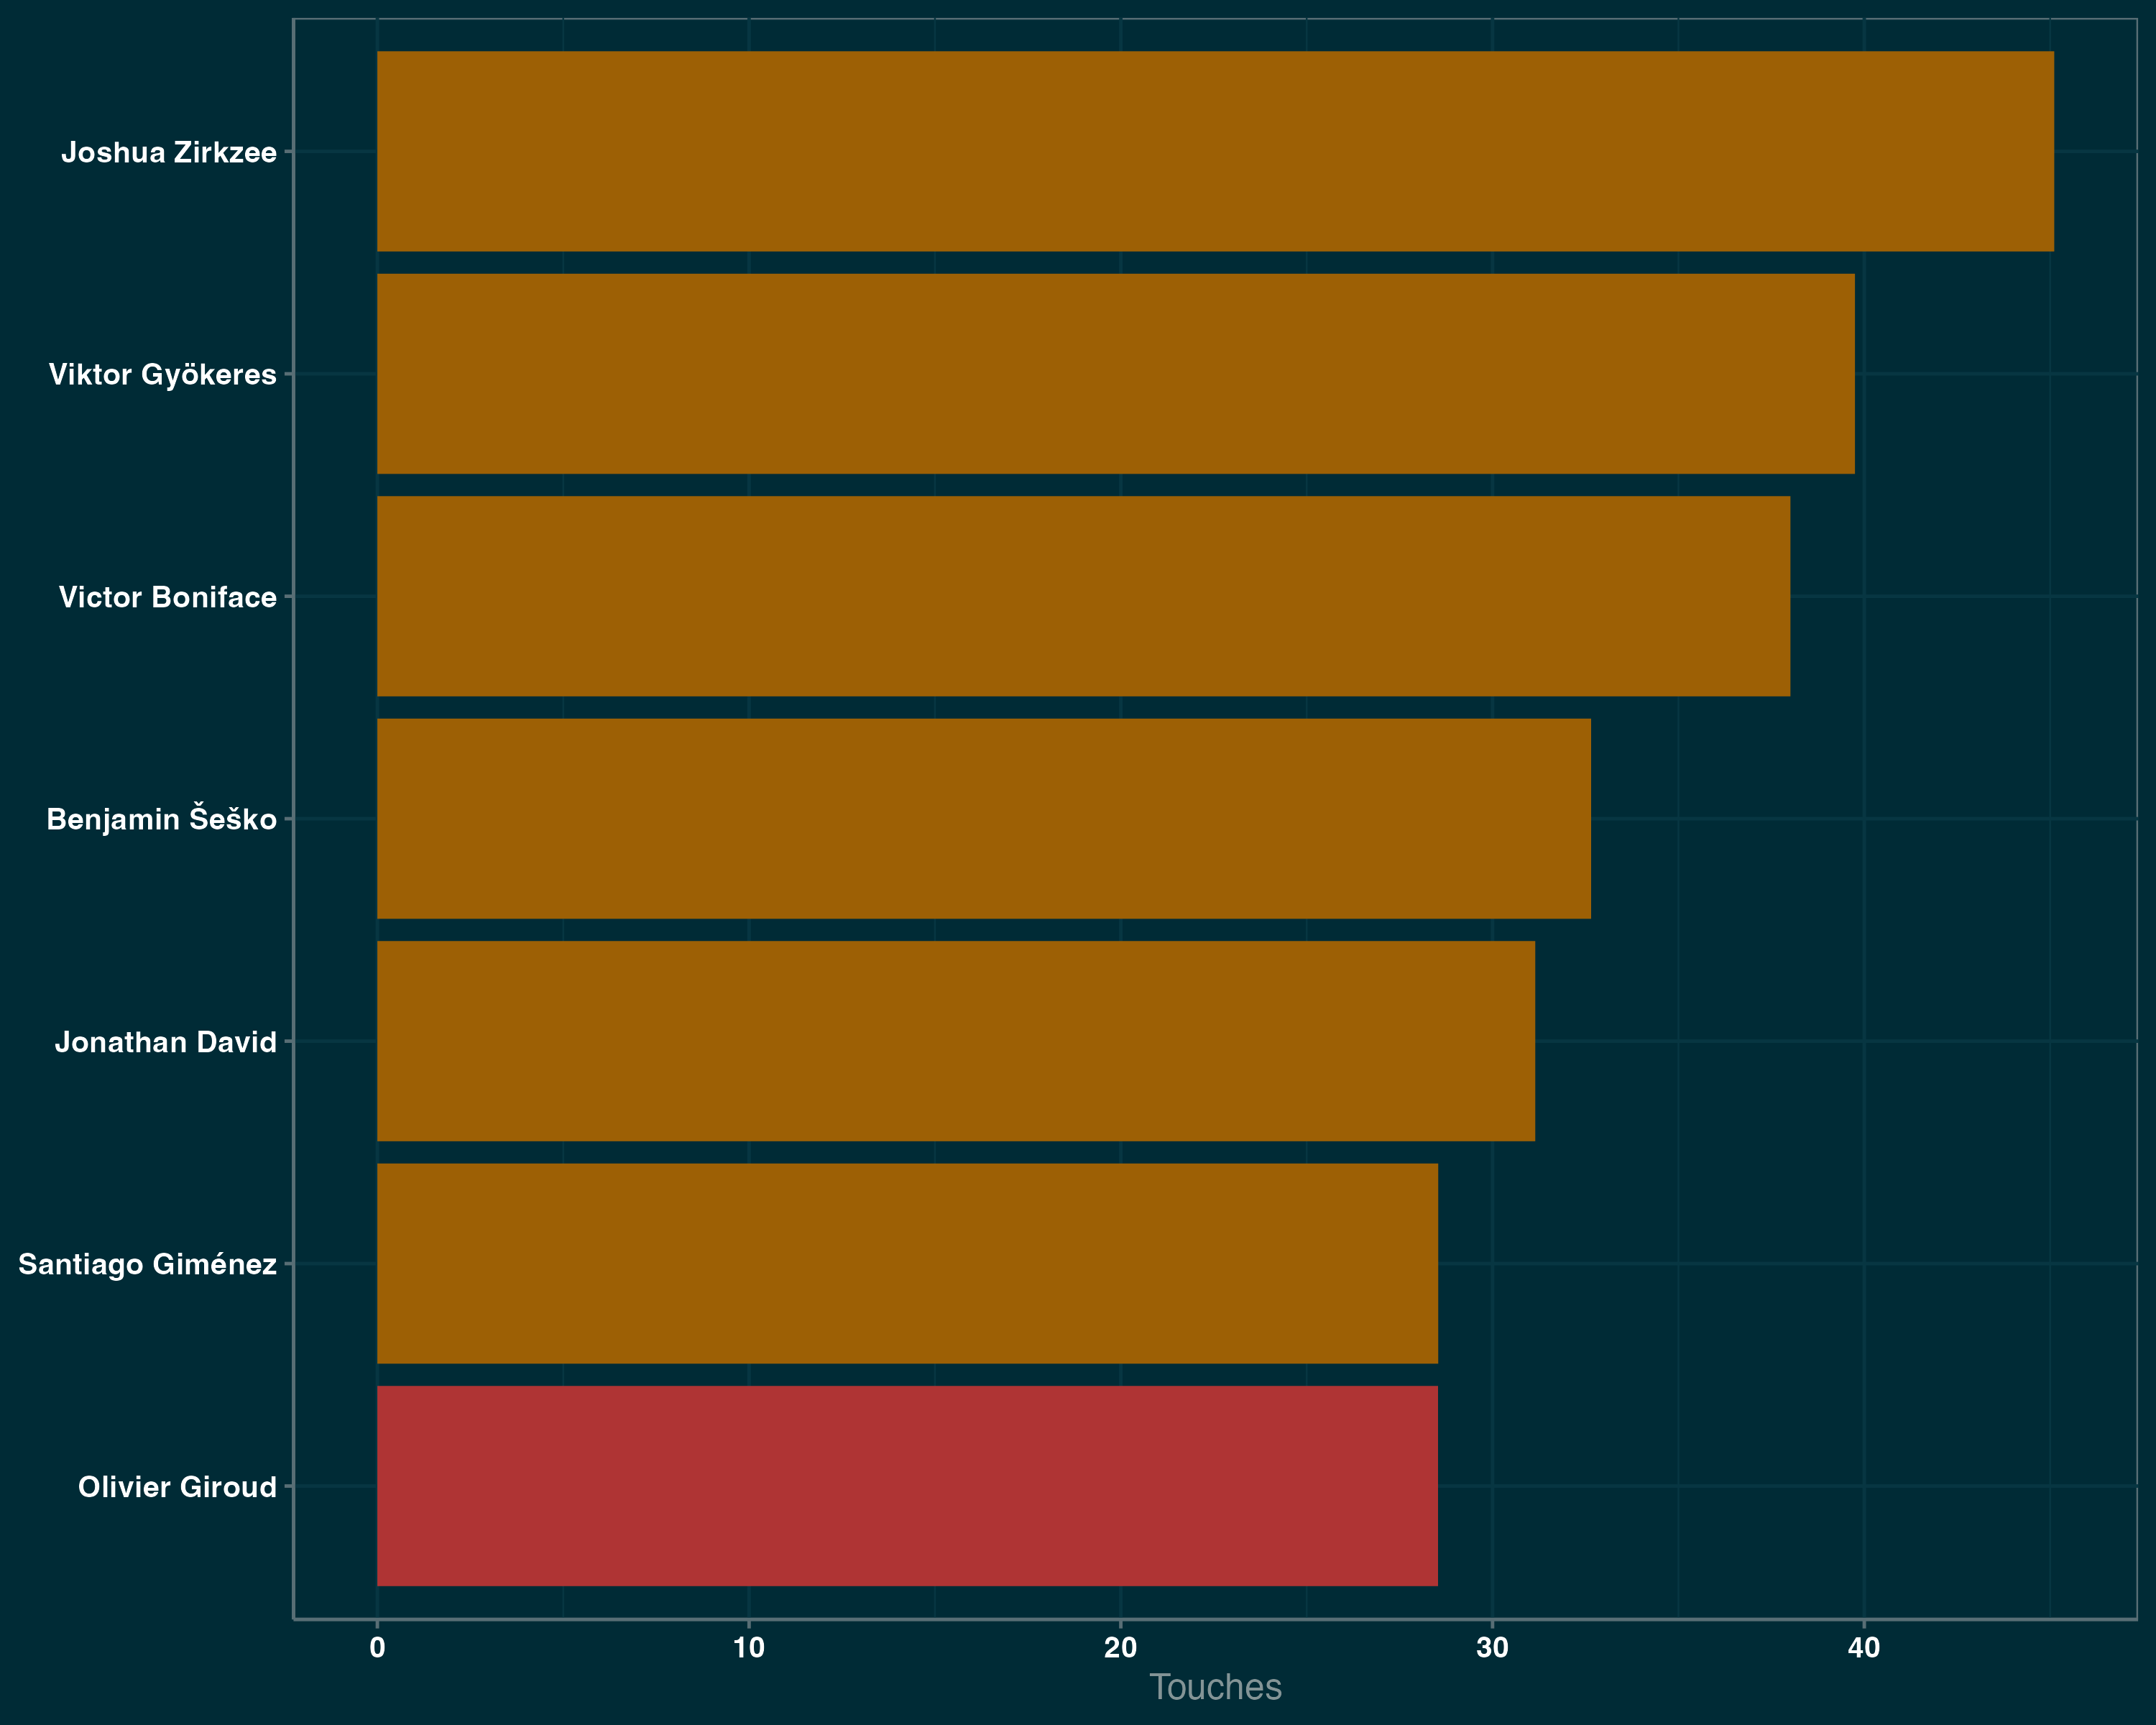 Joshua Zirkzee
Viktor Gyökeres
Victor Boniface
Benjamin Šeško
Jonathan David
Santiago Giménez
Olivier Giroud
0 10 20 30 40
Touches